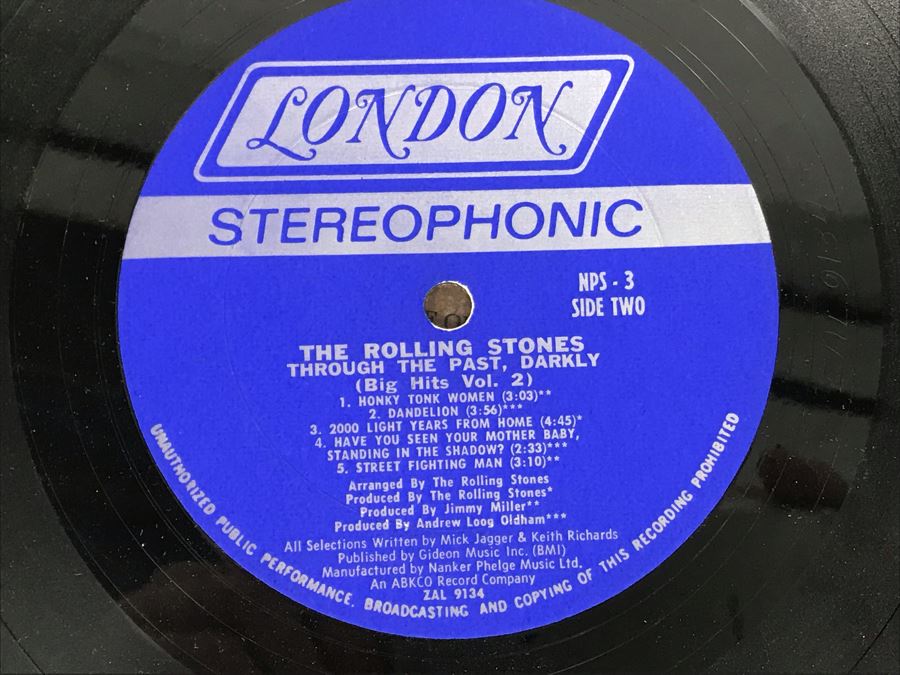 LONDON
STEREOPHONIC
NPS - 3
SIDE TWO
THE ROLLING STONES
THROUGH THE PAST, DARKLY
(Big Hits Vol. 2)
1. HONKY TONK WOMEN (3:03)**
2. DANDELION (3:56)***
3. 2000 LIGHT YEARS FROM HOME (4:45)*
4. HAVE YOU SEEN YOUR MOTHER BABY,
STANDING IN THE SHADOW? (2:33)***
5. STREET FIGHTING MAN (3:10)**
Arranged By The Rolling Stones
Produced By The Rolling Stones*
Produced By Jimmy Miller**
Produced By Andrew Loog Oldham***
All Selections Written by Mick Jagger & Keith Richards
Published by Gideon Music Inc. (BMI)
Manufactured by Nanker Phelge Music Ltd.
An ABKCO Record Company
ZAL 9134
UNAUTHORIZED PUBLIC PERFORMANCE, BROADCASTING AND COPYING OF THIS RECORDING PROHIBITED